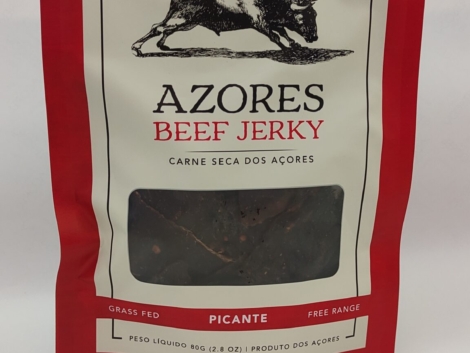 AZORES
BEEF JERKY
CARNE SECA DOS AÇORES
GRASS FED
PICANTE
FREE RANGE
PESO LÍQUIDO 80G (2.8 OZ) | PRODUTO DOS AÇORES